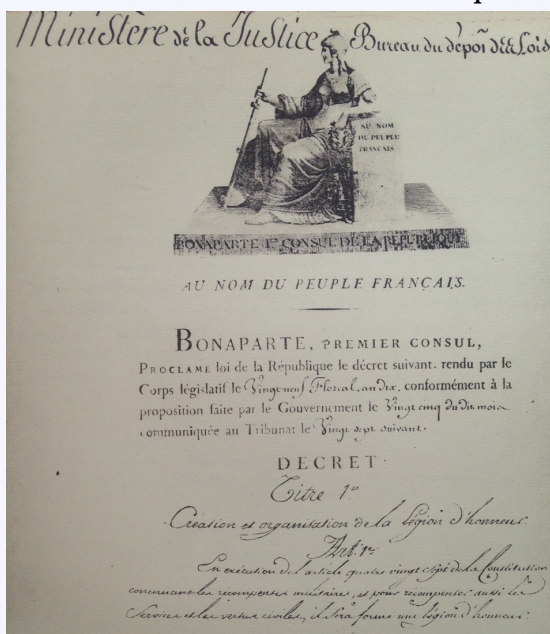 Ministère de la Justice Bureau du dépôt des Lois
AU NOM
DU PEUPLE
FRANÇAIS
BONAPARTE 1er CONSUL DE LA REPUBLIQUE
AU NOM DU PEUPLE FRANÇAIS.
BONAPARTE, PREMIER CONSUL,
PROCLAME loi de la République le décret suivant, rendu par le
Corps législatif le Vingt neuf Floréal, an dix, conformément à la
proposition faite par le Gouvernement le Vingt cinq du dit mois
communiquée au Tribunat le Vingt sept suivant.
DECRET
Titre 1er
Création et organisation de la légion d'honneur.
Art. 1er
En exécution de l'article quatre vingt sept de la Constitution
concernant les récompenses militaires, et pour récompenser aussi les
Services et les vertus civiles, il sera formé une légion d'honneur.